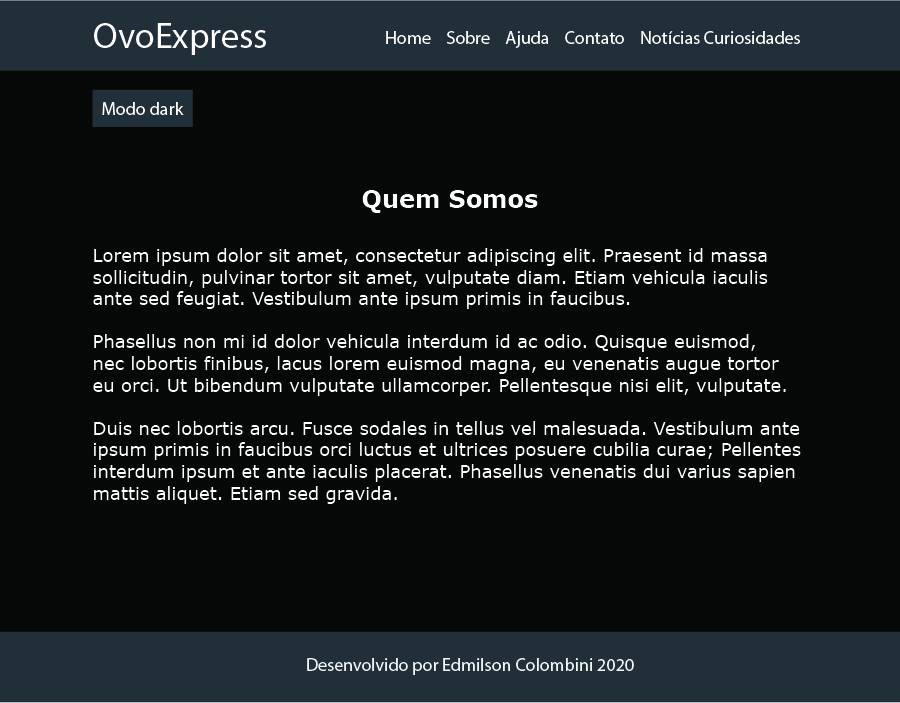 OvoExpress
Home Sobre Ajuda Contato Notícias Curiosidades
Modo dark
Quem Somos
Lorem ipsum dolor sit amet, consectetur adipiscing elit. Praesent id massa
sollicitudin, pulvinar tortor sit amet, vulputate diam. Etiam vehicula iaculis
ante sed feugiat. Vestibulum ante ipsum primis in faucibus.
Phasellus non mi id dolor vehicula interdum id ac odio. Quisque euismod,
nec lobortis finibus, lacus lorem euismod magna, eu venenatis augue tortor
eu orci. Ut bibendum vulputate ullamcorper. Pellentesque nisi elit, vulputate.
Duis nec lobortis arcu. Fusce sodales in tellus vel malesuada. Vestibulum ante
ipsum primis in faucibus orci luctus et ultrices posuere cubilia curae; Pellentes
interdum ipsum et ante iaculis placerat. Phasellus venenatis dui varius sapien
mattis aliquet. Etiam sed gravida.
Desenvolvido por Edmilson Colombini 2020